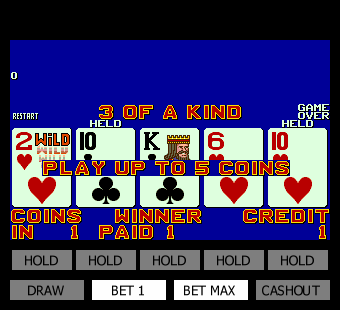 0
RESTART
3 OF A KIND
GAME
OVER
HELD HELD
2 WiLD 10 K 6 10
WiLD
PLAY UP TO 5 COINS
COINS WINNER CREDIT
IN 1 PAID 1 1
HOLD HOLD HOLD HOLD HOLD
DRAW BET 1 BET MAX CASHOUT